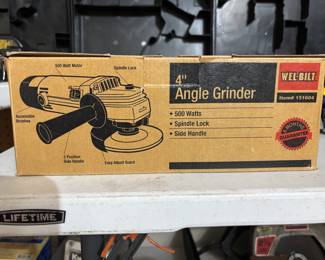 500 Watt Motor
Spindle Lock
Accessible
Brushes
2 Position
Side Handle
Easy Adjust Guard
4"
Angle Grinder
• 500 Watts
• Spindle Lock
• Side Handle
WEL-BILT
Item# 151604
GUARANTEE
LIFETIME